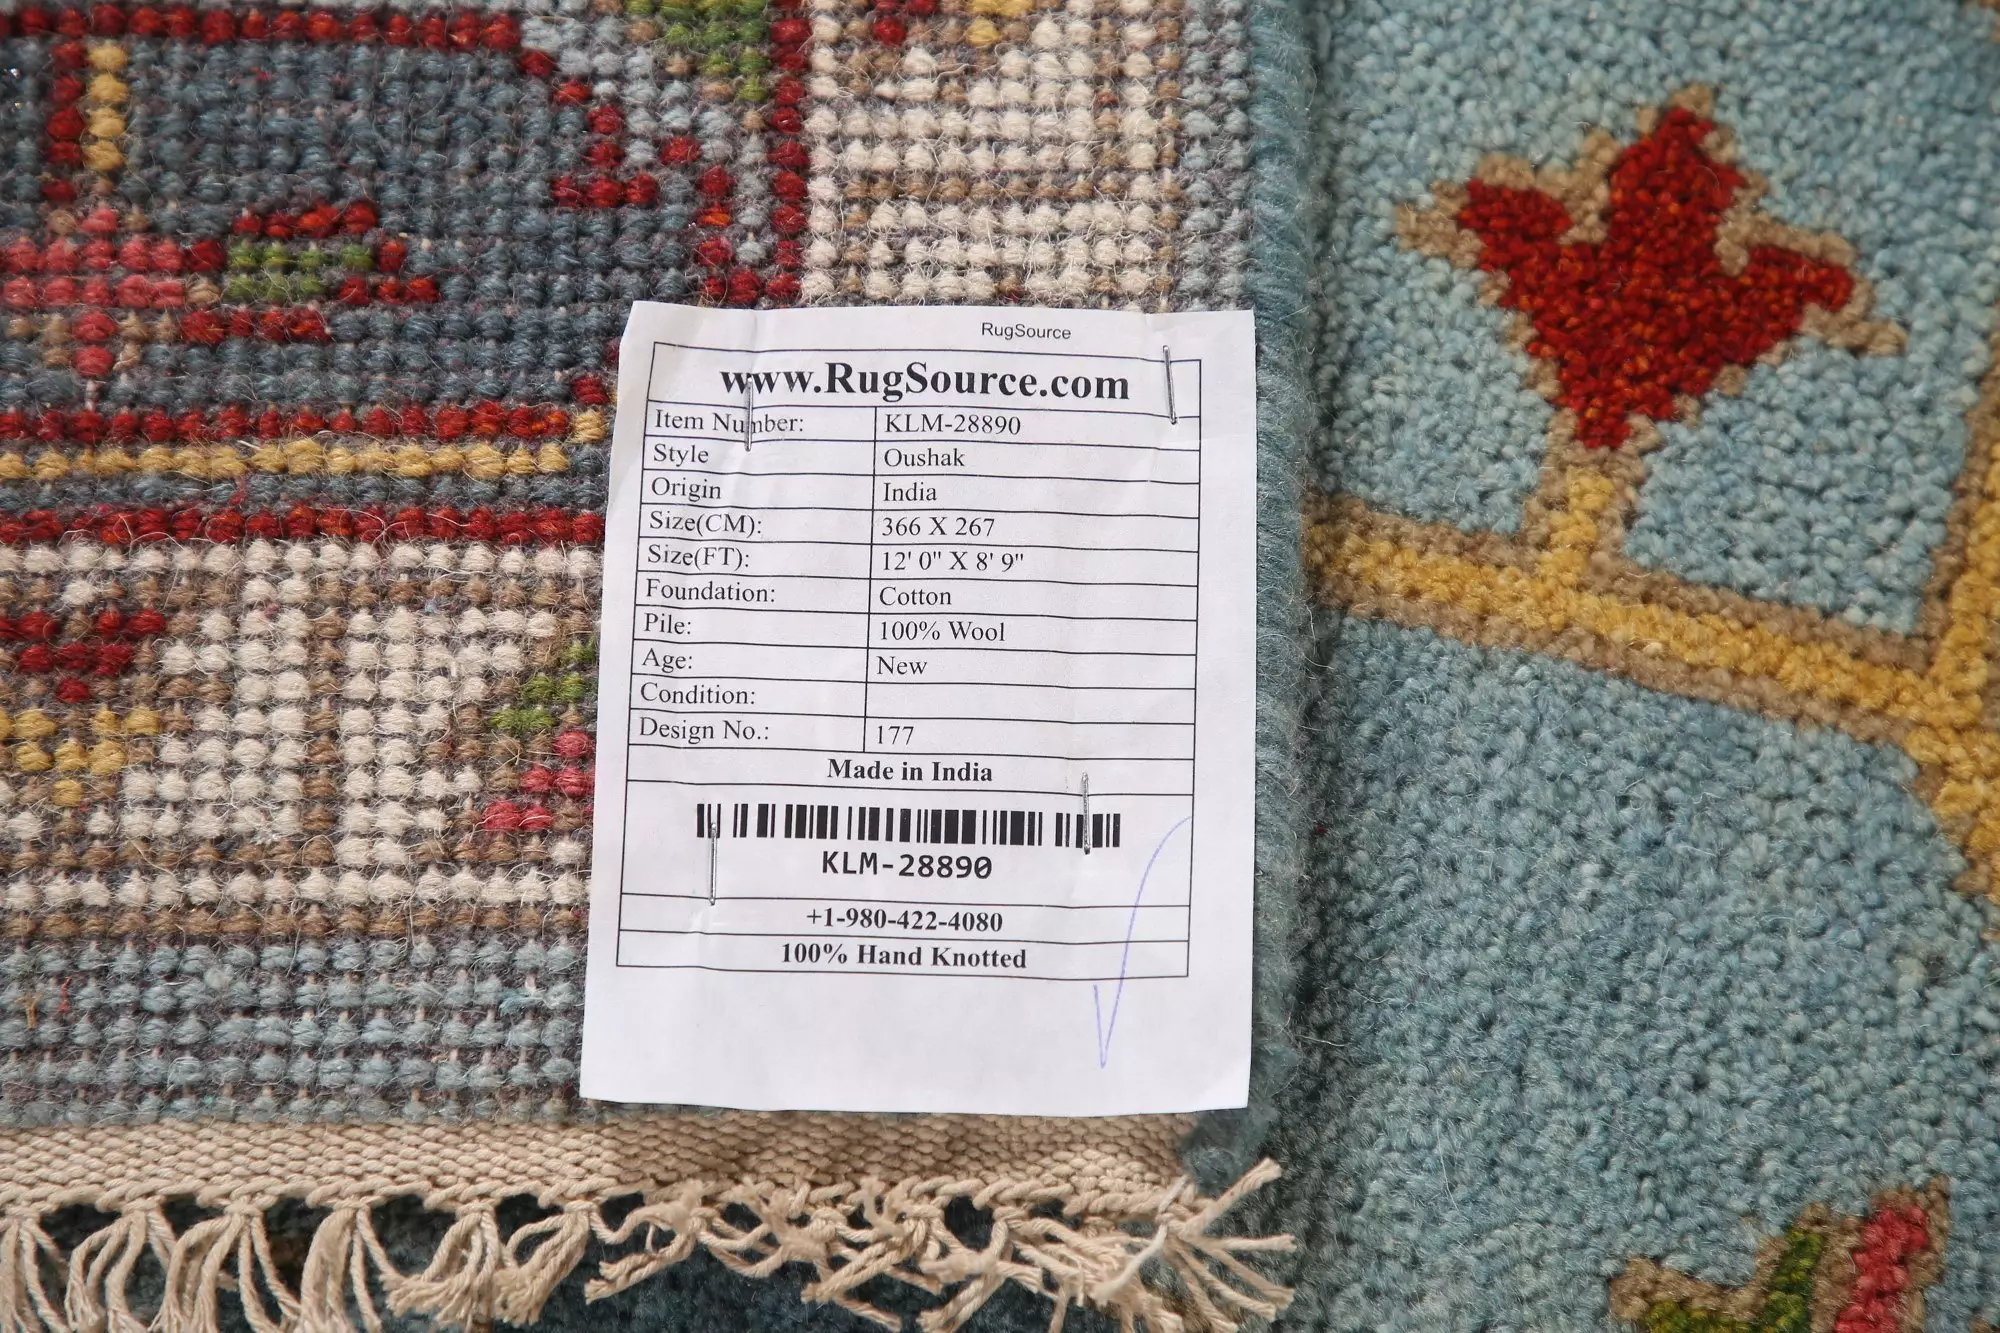 RugSource
www.RugSource.com
Item Number: KLM-28890
Style Oushak
Origin India
Size(CM): 366 X 267
Size(FT): 12' 0" X 8' 9"
Foundation: Cotton
Pile: 100% Wool
Age: New
Condition:
Design No.: 177
Made in India
KLM-28890
+1-980-422-4080
100% Hand Knotted